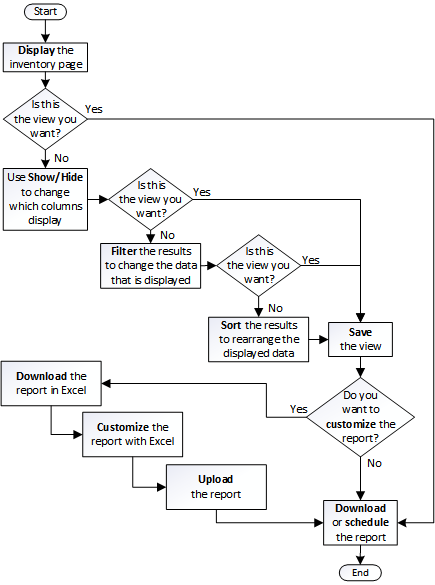 Start
Display the
inventory page
Is this
the view you
want?
Yes
No
Use Show/Hide
to change
which columns
display
Is this
the view you
want?
Yes
No
Filter the results
to change the data
that is displayed
Is this
the view you
want?
Yes
No
Sort the results
to rearrange the
displayed data
Save
the view
Do you
want to
customize the
report?
Yes
No
Download the
report in Excel
Customize the
report with Excel
Upload
the report
Download
or schedule
the report
End